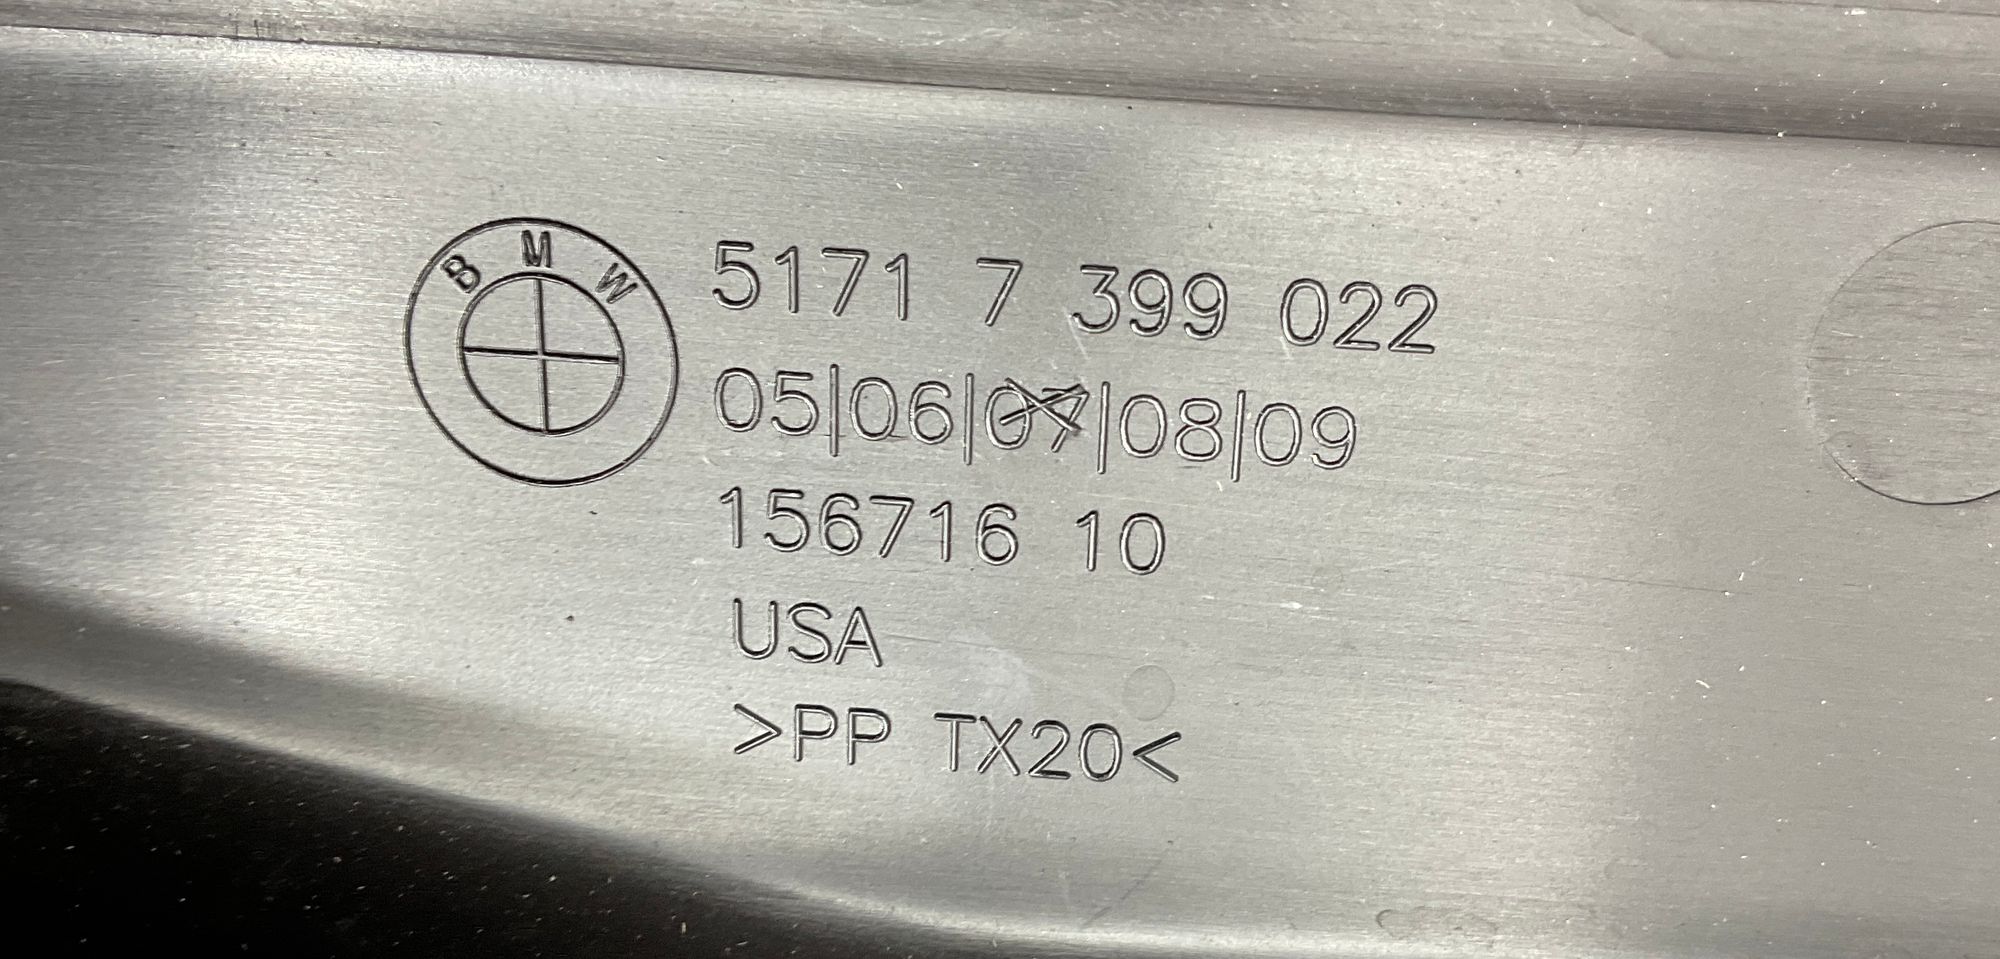 BMW
5171 7 399 022
05|06|07|08|09
156716 10
USA
>PP TX20<